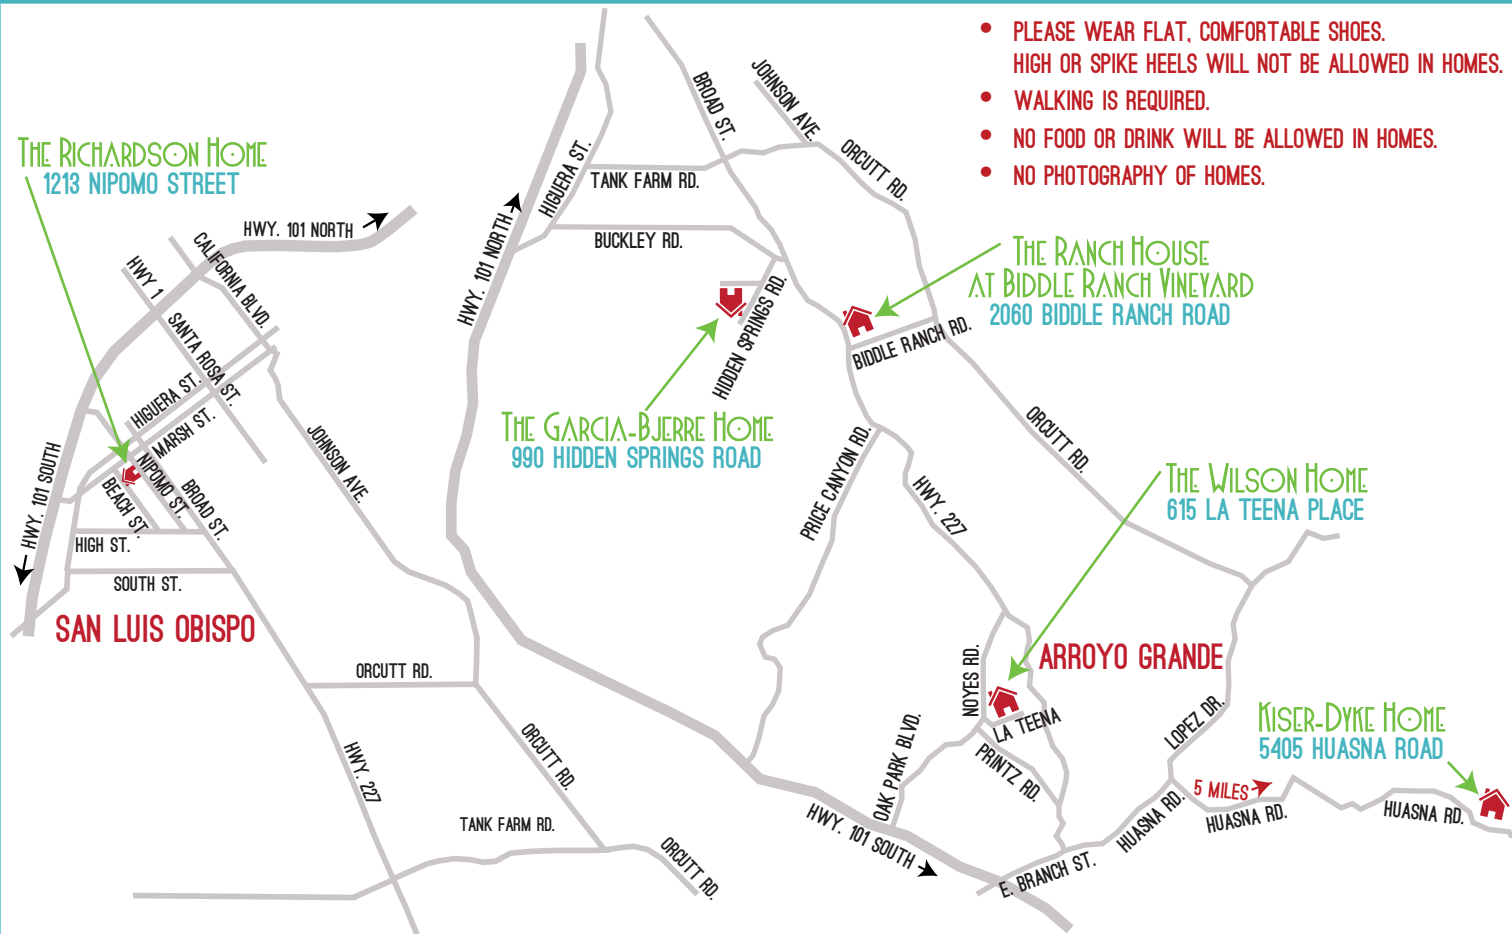 PLEASE WEAR FLAT, COMFORTABLE SHOES.
HIGH OR SPIKE HEELS WILL NOT BE ALLOWED IN HOMES.
WALKING IS REQUIRED.
NO FOOD OR DRINK WILL BE ALLOWED IN HOMES.
NO PHOTOGRAPHY OF HOMES.
THE RICHARDSON HOME
1213 NIPOMO STREET
HWY. 101 NORTH
CALIFORNIA BLVD.
HWY 1
SANTA ROSA ST.
HIGUERA ST.
MARSH ST.
NIPOMO ST.
BROAD ST.
BEACH ST.
HIGH ST.
SOUTH ST.
HWY. 101 SOUTH
SAN LUIS OBISPO
JOHNSON AVE.
ORCUTT RD.
HWY. 227
ORCUTT RD.
TANK FARM RD.
ORCUTT RD.
HWY. 101 NORTH
HIGUERA ST.
BROAD ST.
JOHNSON AVE.
ORCUTT RD.
TANK FARM RD.
BUCKLEY RD.
HIDDEN SPRINGS RD.
THE RANCH HOUSE
AT BIDDLE RANCH VINEYARD
2060 BIDDLE RANCH ROAD
BIDDLE RANCH RD.
THE GARCIA-BJERRE HOME
990 HIDDEN SPRINGS ROAD
PRICE CANYON RD.
HWY. 227
ORCUTT RD.
THE WILSON HOME
615 LA TEENA PLACE
ARROYO GRANDE
NOYES RD.
LA TEENA
PRINTZ RD.
OAK PARK BLVD.
HWY. 101 SOUTH
E. BRANCH ST.
HUASNA RD.
LOPEZ DR.
5 MILES
HUASNA RD.
HUASNA RD.
KISER-DYKE HOME
5405 HUASNA ROAD